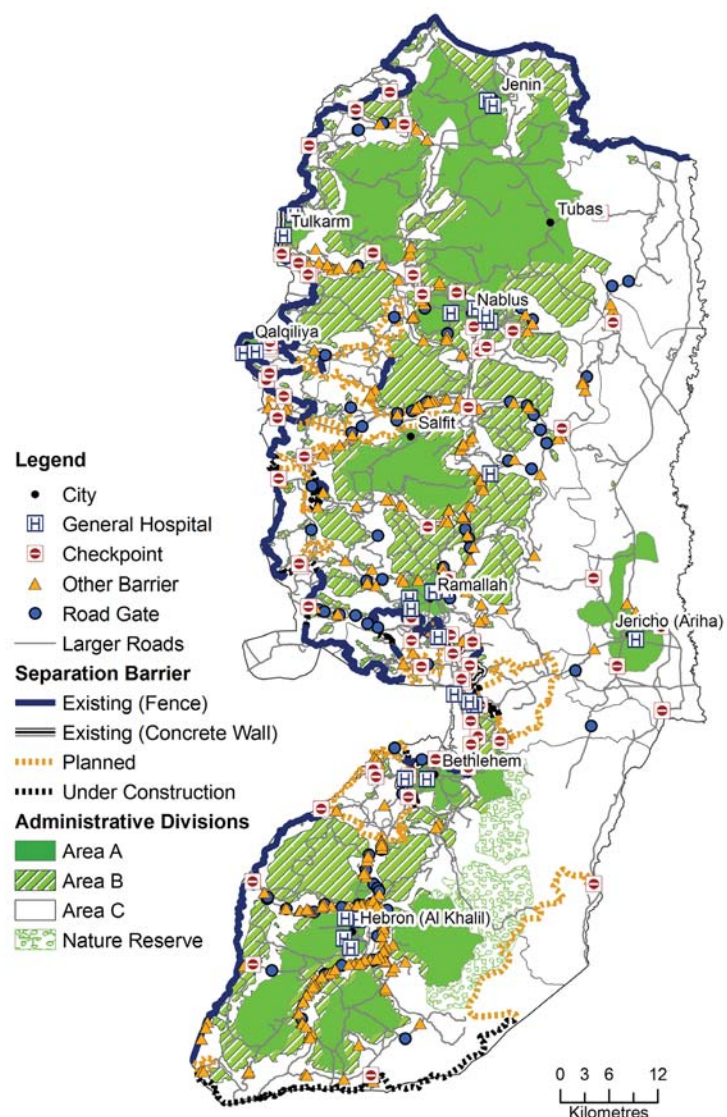 Jenin
Tubas
Tulkarm
Nablus
Qalqiliya
Salfit
Ramallah
Jericho (Ariha)
Bethlehem
Hebron (Al Khalil)
Legend
City
H General Hospital
Checkpoint
Other Barrier
Road Gate
Larger Roads
Separation Barrier
Existing (Fence)
Existing (Concrete Wall)
Planned
Under Construction
Administrative Divisions
Area A
Area B
Area C
Nature Reserve
0 3 6 12
Kilometres